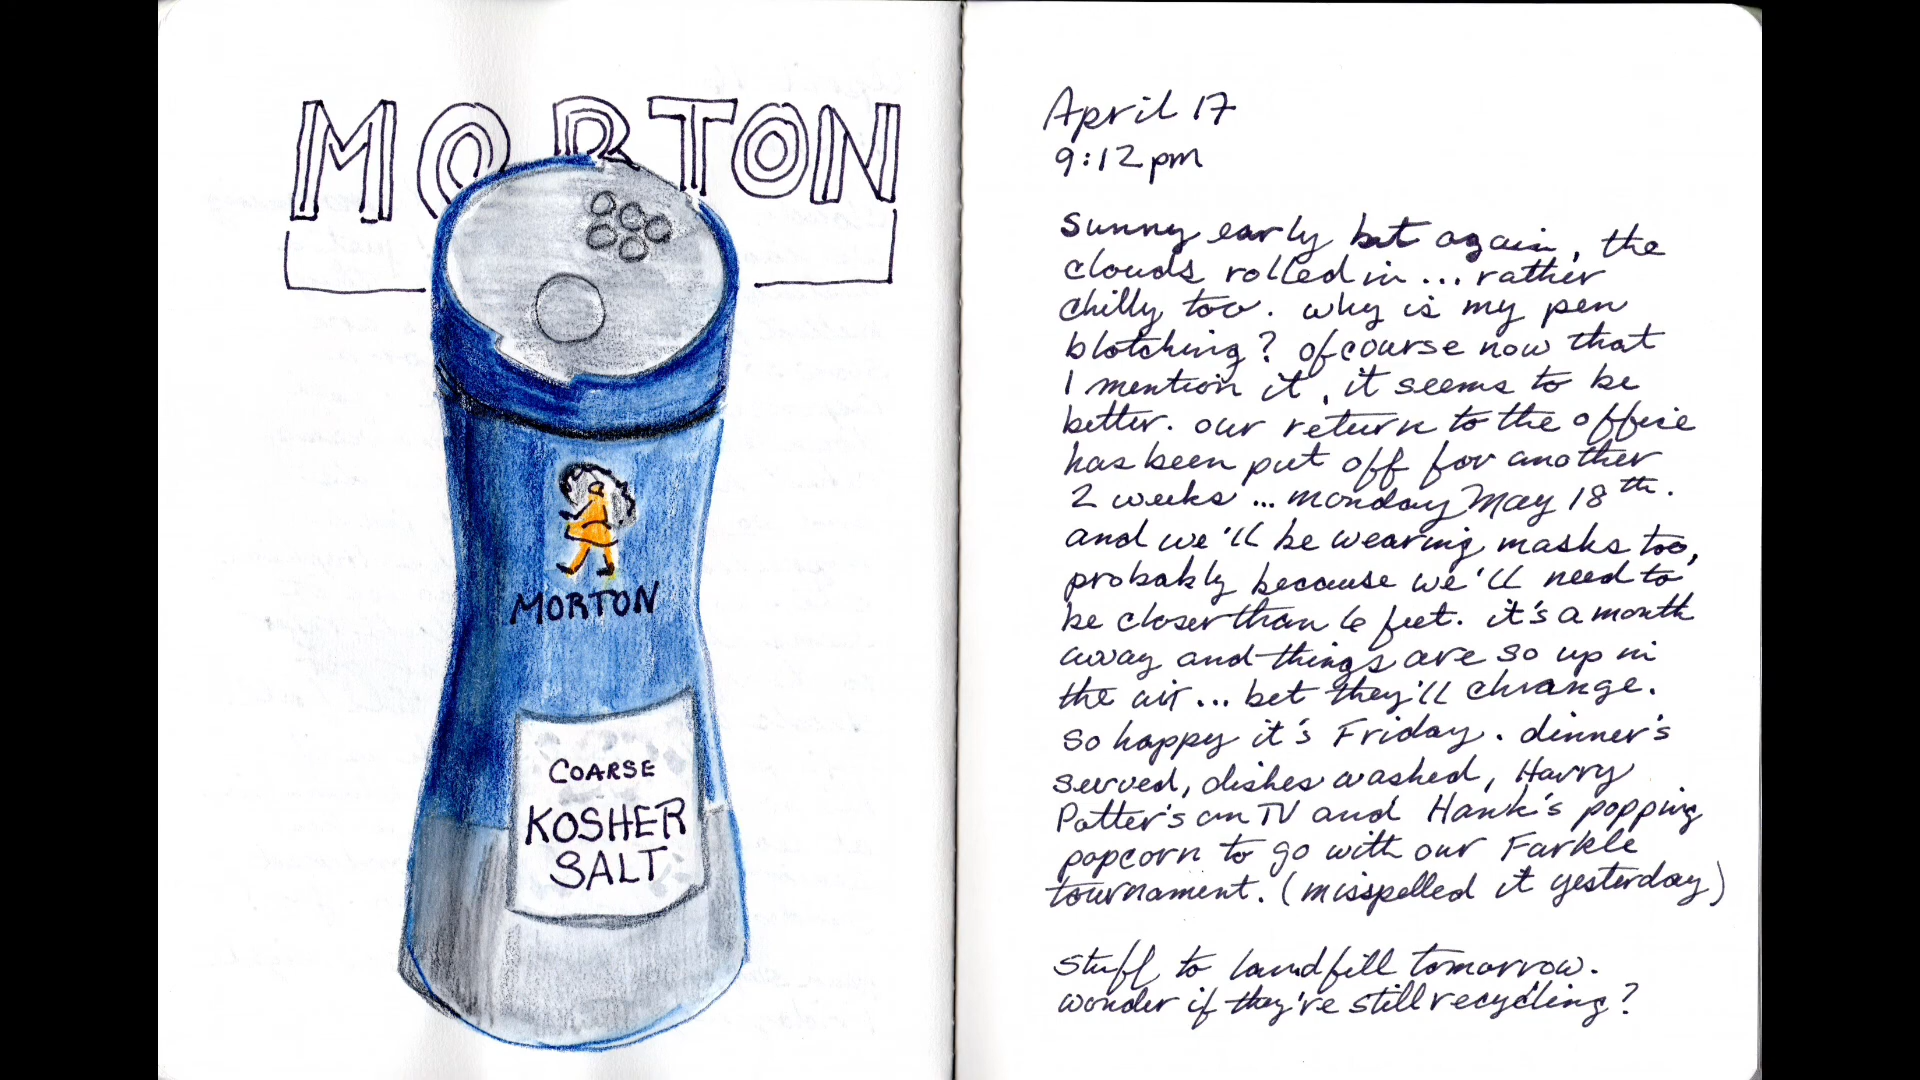 MORTON
MORTON
COARSE
KOSHER
SALT
April 17
9:12 pm
Sunny early but again, the
clouds rolled in... rather
chilly too. why is my pen
blotching? of course now that
I mention it, it seems to be
better. our return to the office
has been put off for another
2 weeks... monday May 18th.
and we'll be wearing masks too,
probably because we'll need to
be closer than 6 feet. it's a month
away and things are so up in
the air... bet they'll change.
So happy it's Friday. dinner's
served, dishes washed, Harry
Potter's on TV and Hank's popping
popcorn to go with our Farkle
tournament. (misspelled it yesterday)
Stuff to landfill tomorrow.
wonder if they're still recycling?